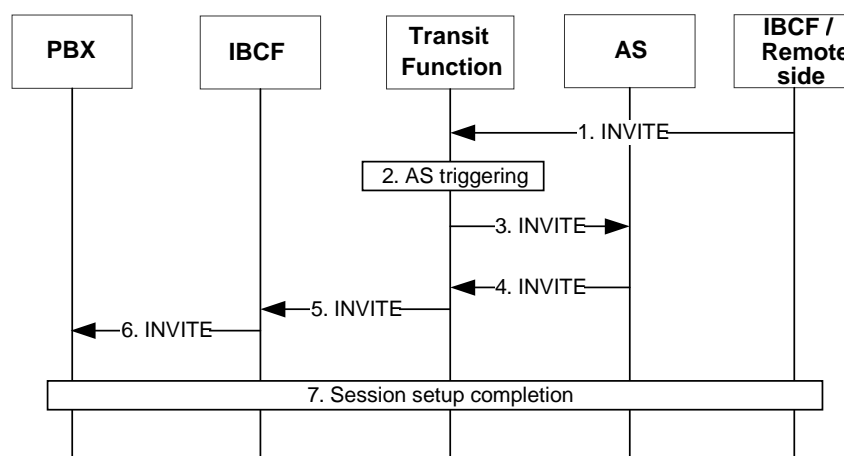 PBX
IBCF
Transit
Function
AS
IBCF /
Remote
side
1. INVITE
2. AS triggering
3. INVITE
4. INVITE
5. INVITE
6. INVITE
7. Session setup completion